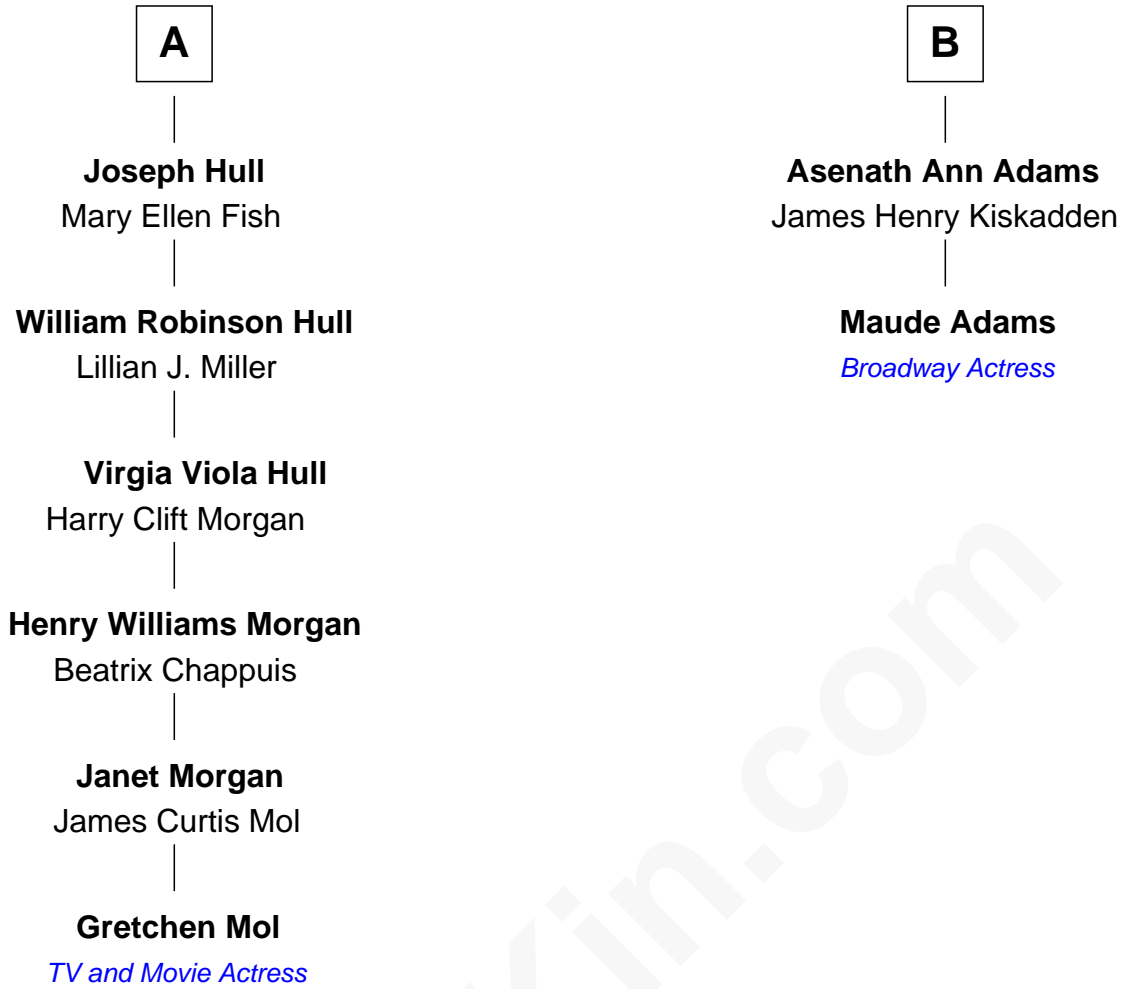 A
Joseph Hull
Mary Ellen Fish
William Robinson Hull
Lillian J. Miller
Virgia Viola Hull
Harry Clift Morgan
Henry Williams Morgan
Beatrix Chappuis
Janet Morgan
James Curtis Mol
Gretchen Mol
TV and Movie Actress
B
Asenath Ann Adams
James Henry Kiskadden
Maude Adams
Broadway Actress
Kin.com